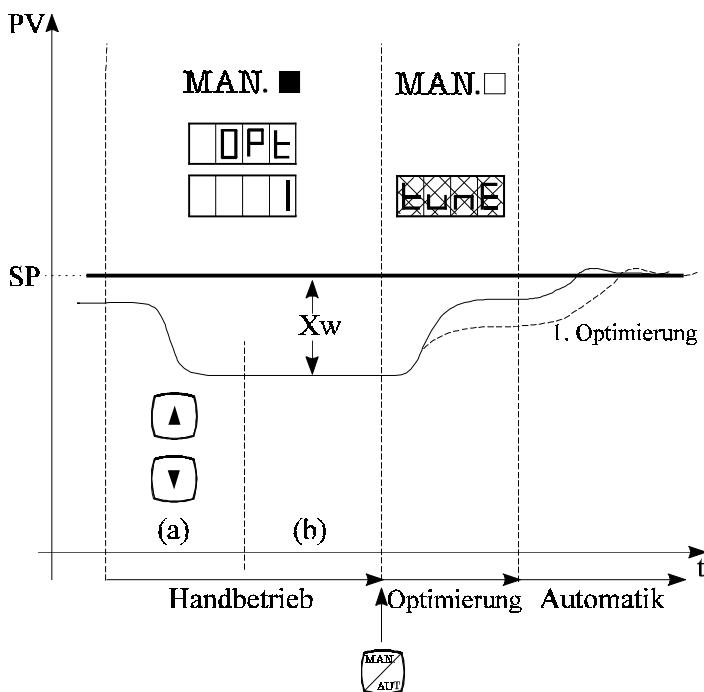 PV
MAN. MAN.
OPt
1 tunE
SP
Xw
1. Optimierung
(a) (b)
t
Handbetrieb Optimierung Automatik
MAN
AUT